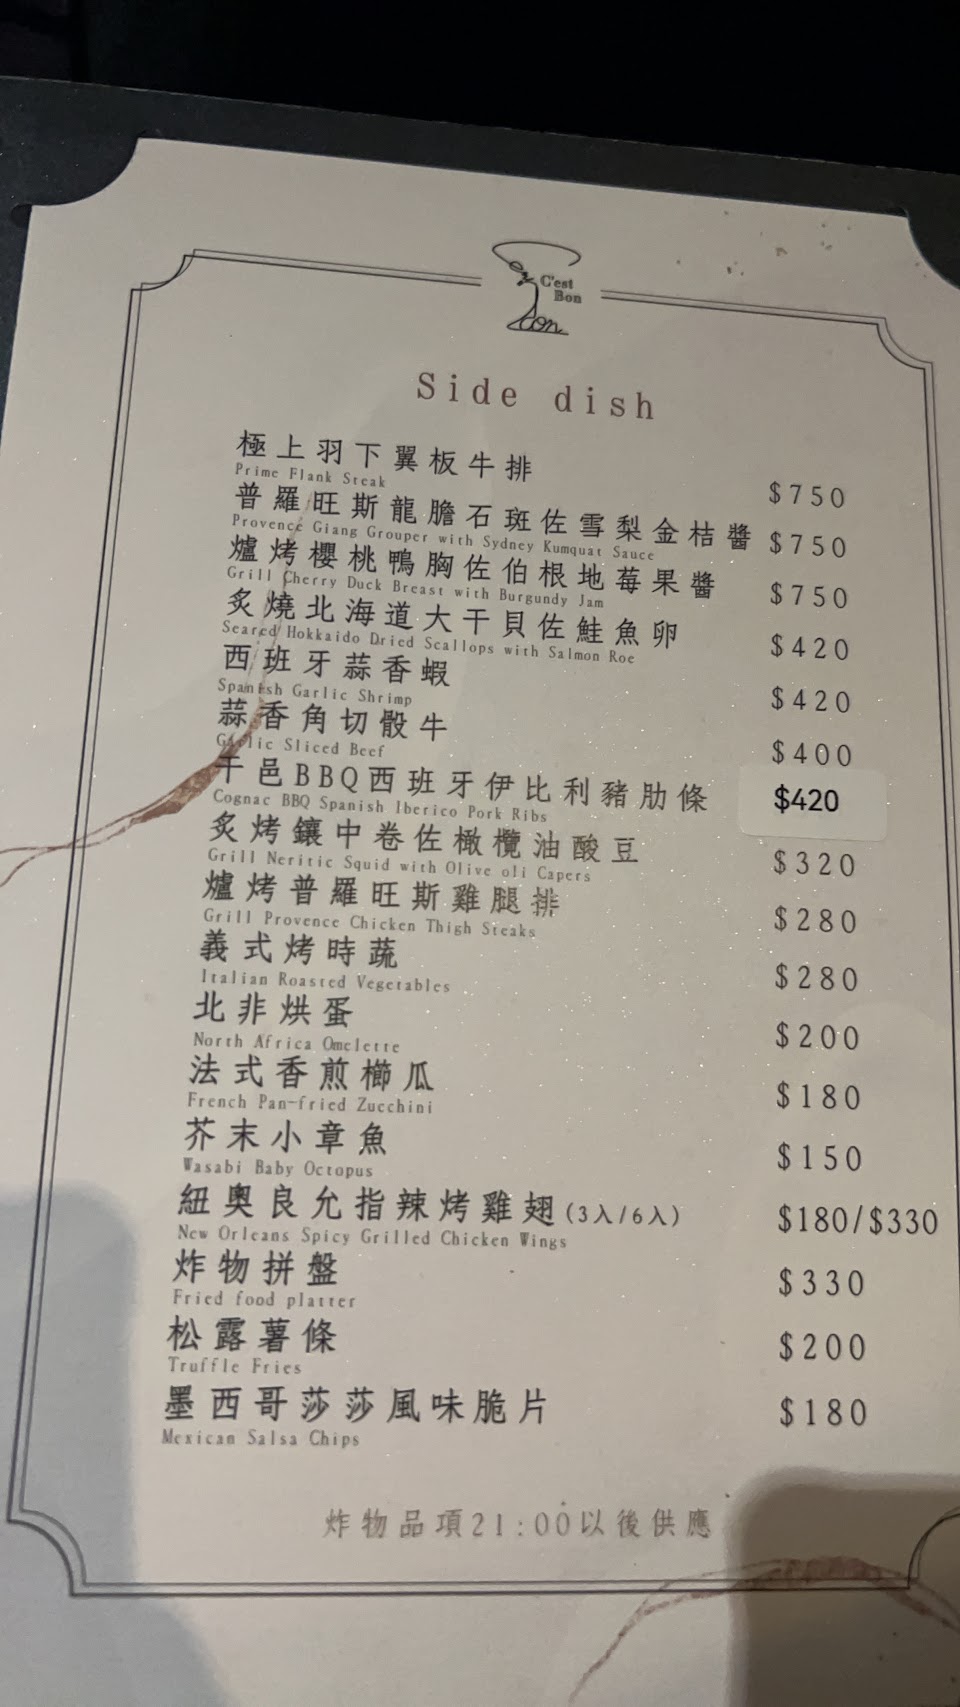 C'est
Bon
Side dish
極上羽下翼板牛排
Prime Flank Steak
$750
普羅旺斯龍膽石斑佐雪梨金桔醬
Provence Giang Grouper with Sydney Kumquat Sauce
$750
爐烤櫻桃鴨胸佐伯根地莓果醬
Grill Cherry Duck Breast with Burgundy Jam
$750
炙燒北海道大干貝佐鮭魚卵
Seared Hokkaido Dried Scallops with Salmon Roe
$420
西班牙蒜香蝦
Spanish Garlic Shrimp
$420
蒜香角切骰牛
Garlic Sliced Beef
$400
干邑BBQ西班牙伊比利豬肋條
Cognac BBQ Spanish Iberico Pork Ribs
$420
炙烤鑲中卷佐橄欖油酸豆
Grill Neritic Squid with Olive oli Capers
$320
爐烤普羅旺斯雞腿排
Grill Provence Chicken Thigh Steaks
$280
義式烤時蔬
Italian Roasted Vegetables
$280
北非烘蛋
North Africa Omelette
$200
法式香煎櫛瓜
French Pan-fried Zucchini
$180
芥末小章魚
Wasabi Baby Octopus
$150
紐奧良允指辣烤雞翅(3入/6入)
New Orleans Spicy Grilled Chicken Wings
$180/$330
炸物拼盤
Fried food platter
$330
松露薯條
Truffle Fries
$200
墨西哥莎莎風味脆片
Mexican Salsa Chips
$180
炸物品項21:00以後供應